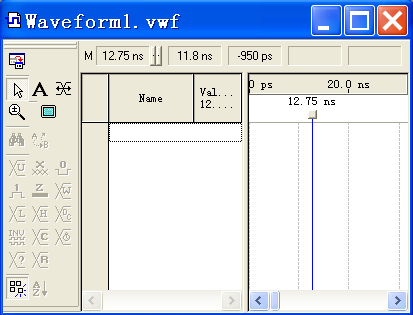 Waveform1.vwf
M 12.75 ns 11.8 ns -950 ps
Name
Val...
12....
0 ps 20.0 ns
12.75 ns